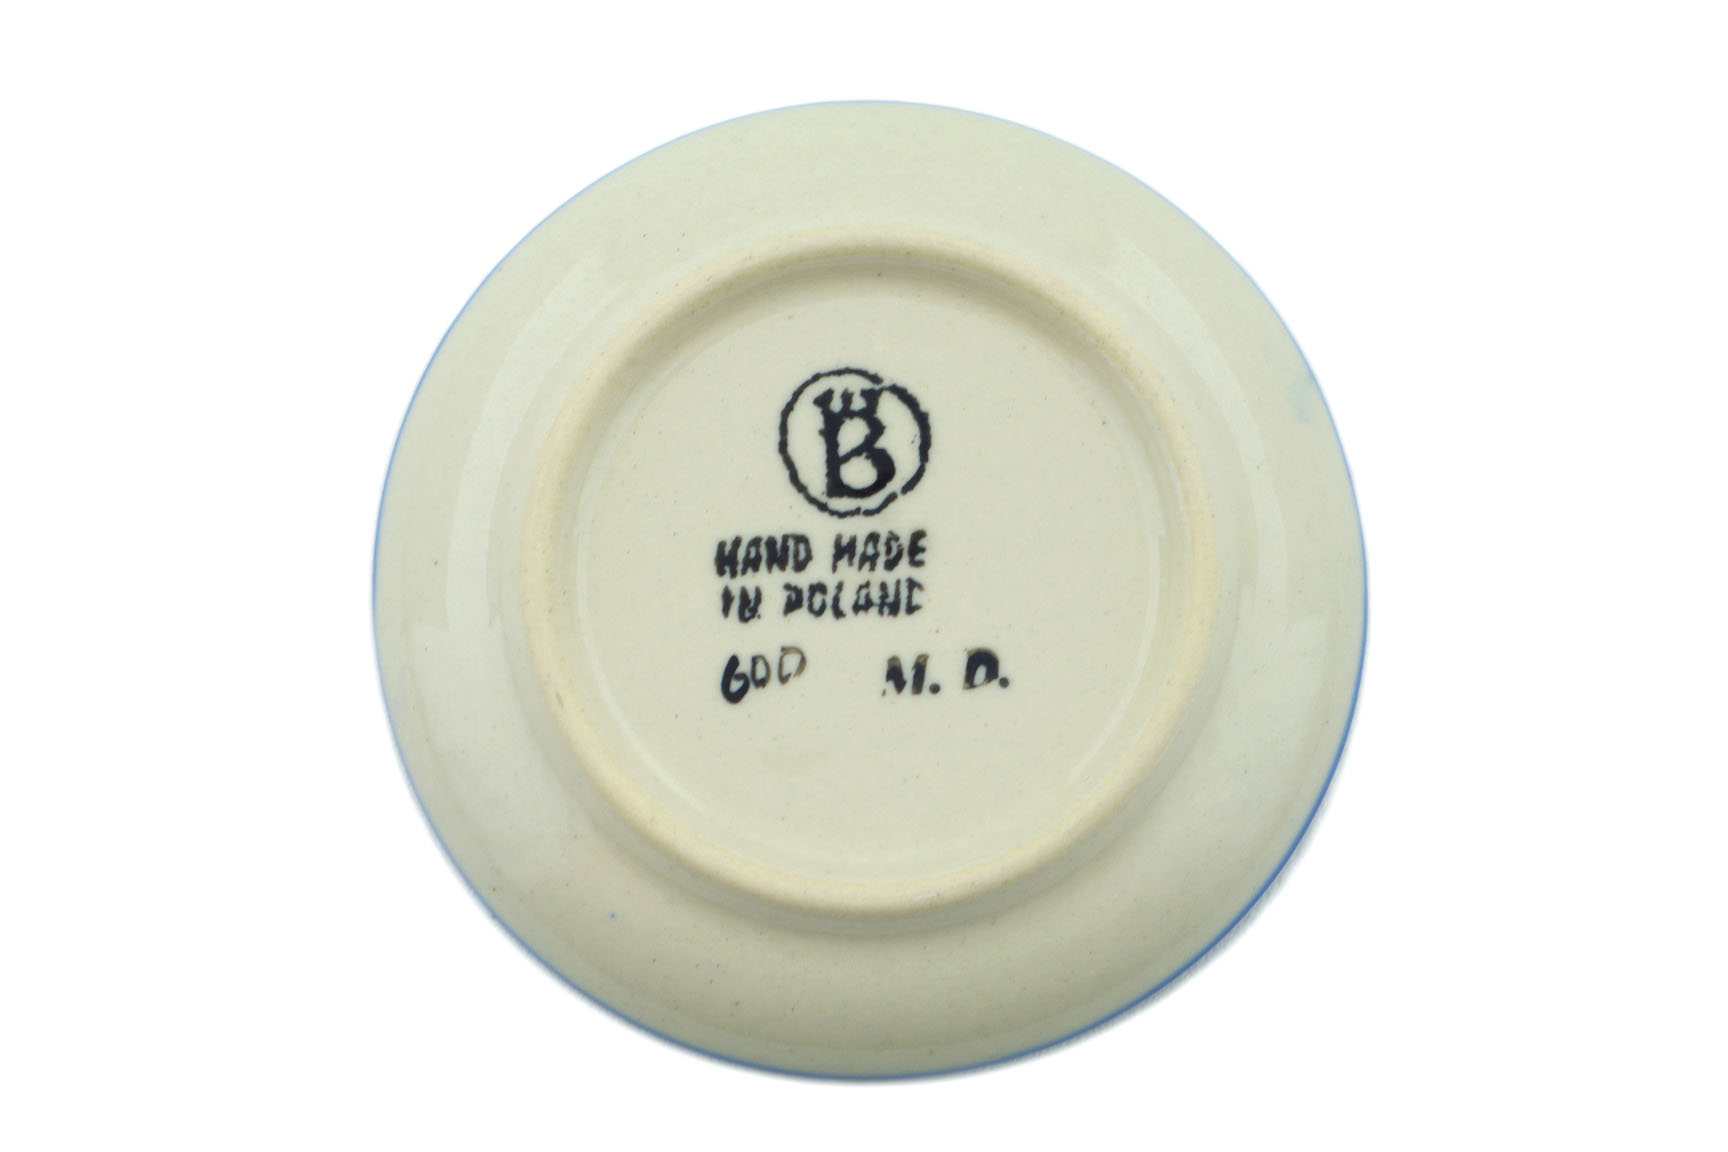 B
HAND MADE
IN POLAND
600 M. D.